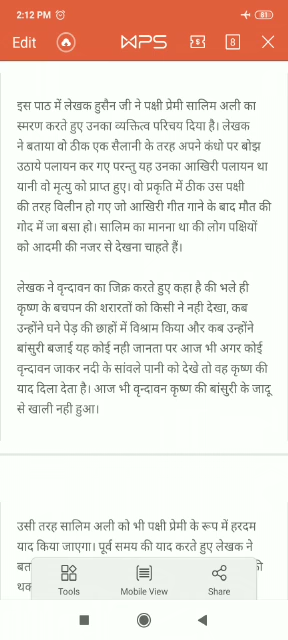 2:12 PM
81
Edit
WPS
8
इस पाठ में लेखक हुसैन जी ने पक्षी प्रेमी सालिम अली का
स्मरण करते हुए उनका व्यक्तित्व परिचय दिया है। लेखक
ने बताया वो ठीक एक सैलानी के तरह अपने कंधो पर बोझ
उठाये पलायन कर गए परन्तु यह उनका आखिरी पलायन था
यानी वो मृत्यु को प्राप्त हुए। वो प्रकृति में ठीक उस पक्षी
की तरह विलीन हो गए जो आखिरी गीत गाने के बाद मौत की
गोद में जा बसा हो। सालिम का मानना था की लोग पक्षियों
को आदमी की नजर से देखना चाहते हैं।
लेखक ने वृन्दावन का जिक्र करते हुए कहा है की भले ही
कृष्ण के बचपन की शरारतों को किसी ने नही देखा, कब
उन्होंने घने पेड़ की छाहों में विश्राम किया और कब उन्होंने
बांसुरी बजाई यह कोई नही जानता पर आज भी अगर कोई
वृन्दावन जाकर नदी के सांवले पानी को देखे तो वह कृष्ण की
याद दिला देता है। आज भी वृन्दावन कृष्ण की बांसुरी के जादू
से खाली नही हुआ।
उसी तरह सालिम अली को भी पक्षी प्रेमी के रूप में हरदम
याद किया जाएगा। पूर्व समय की याद करते हुए लेखक ने
Tools
Mobile View
Share